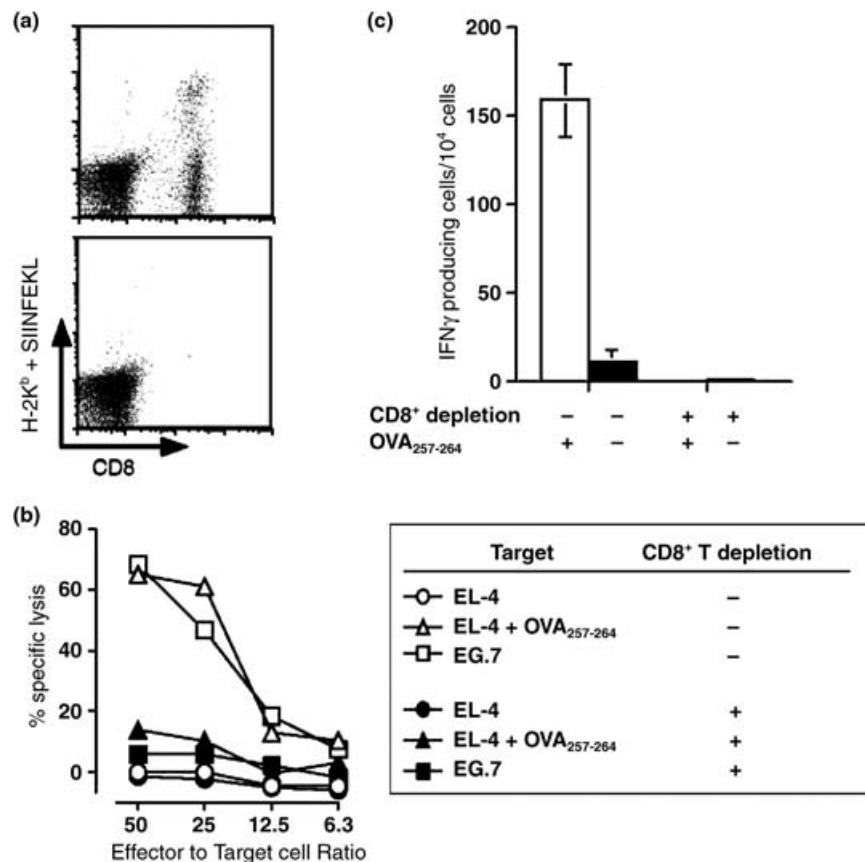 (a)
H-2Kᵇ + SIINFEKL
CD8
(c)
200
150
100
50
0
IFNγ producing cells/10⁴ cells
CD8⁺ depletion – – + +
OVA₂₅₇₋₂₆₄ + – + –
(b)
80
60
40
20
0
% specific lysis
50 25 12.5 6.3
Effector to Target cell Ratio
Target CD8⁺ T depletion
EL-4 –
EL-4 + OVA₂₅₇₋₂₆₄ –
EG.7 –
EL-4 +
EL-4 + OVA₂₅₇₋₂₆₄ +
EG.7 +